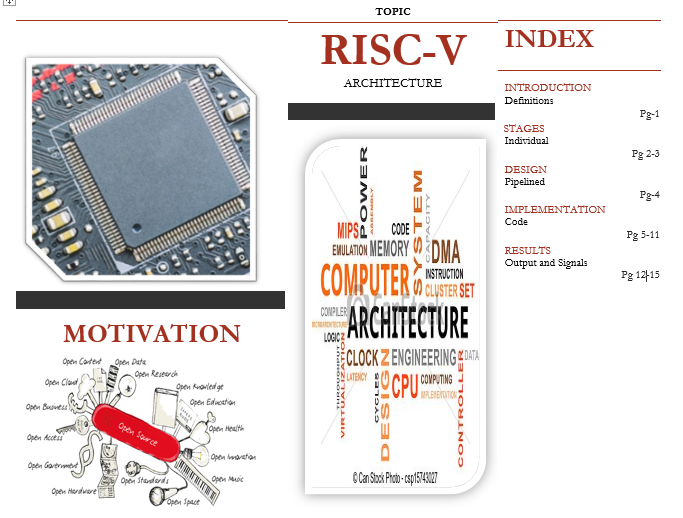 TOPIC
RISC-V
ARCHITECTURE
INDEX
INTRODUCTION
Definitions
Pg-1
STAGES
Individual
Pg 2-3
DESIGN
Pipelined
Pg-4
IMPLEMENTATION
Code
Pg 5-11
RESULTS
Output and Signals
Pg 12-15
MOTIVATION
Open Content
Open Data
Open Research
Open Cloud
Open Knowledge
Open Business
Open Education
Open Source
Open Access
Open Health
Open Government
Open Innovation
Open Standards
Open Music
Open Hardware
Open Space
POWER
ASSEMBLY
SYSTEM
CAPACITY
MIPS
CODE
EMULATION
MEMORY
DMA
COMPUTER
INSTRUCTION
CLUSTER
SET
COMPILER
MICROARCHITECTURE
ARCHITECTURE
LOGIC
THROUGHPUT
VIRTUALISATION
CLOCK
ENGINEERING
DATA
LATENCY
CYCLES
DESIGN
CPU
COMPUTING
IMPLEMENTATION
CONTROLLER
© Can Stock Photo - csp15743027